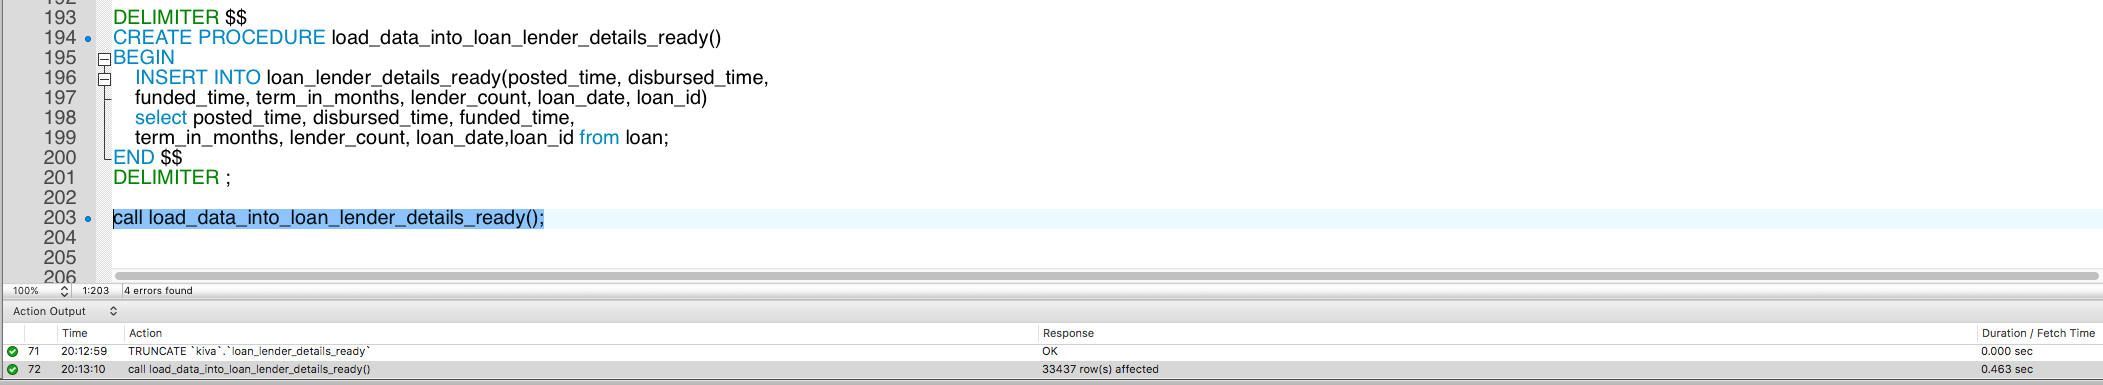 192
193 DELIMITER $$
194 CREATE PROCEDURE load_data_into_loan_lender_details_ready()
195 BEGIN
196 INSERT INTO loan_lender_details_ready(posted_time, disbursed_time,
197 funded_time, term_in_months, lender_count, loan_date, loan_id)
198 select posted_time, disbursed_time, funded_time,
199 term_in_months, lender_count, loan_date,loan_id from loan;
200 END $$
201 DELIMITER ;
202
203 call load_data_into_loan_lender_details_ready();
204
205
206
100% 1:203 4 errors found
Action Output
Time Action Response Duration / Fetch Time
71 20:12:59 TRUNCATE `kiva`.`loan_lender_details_ready` OK 0.000 sec
72 20:13:10 call load_data_into_loan_lender_details_ready() 33437 row(s) affected 0.463 sec